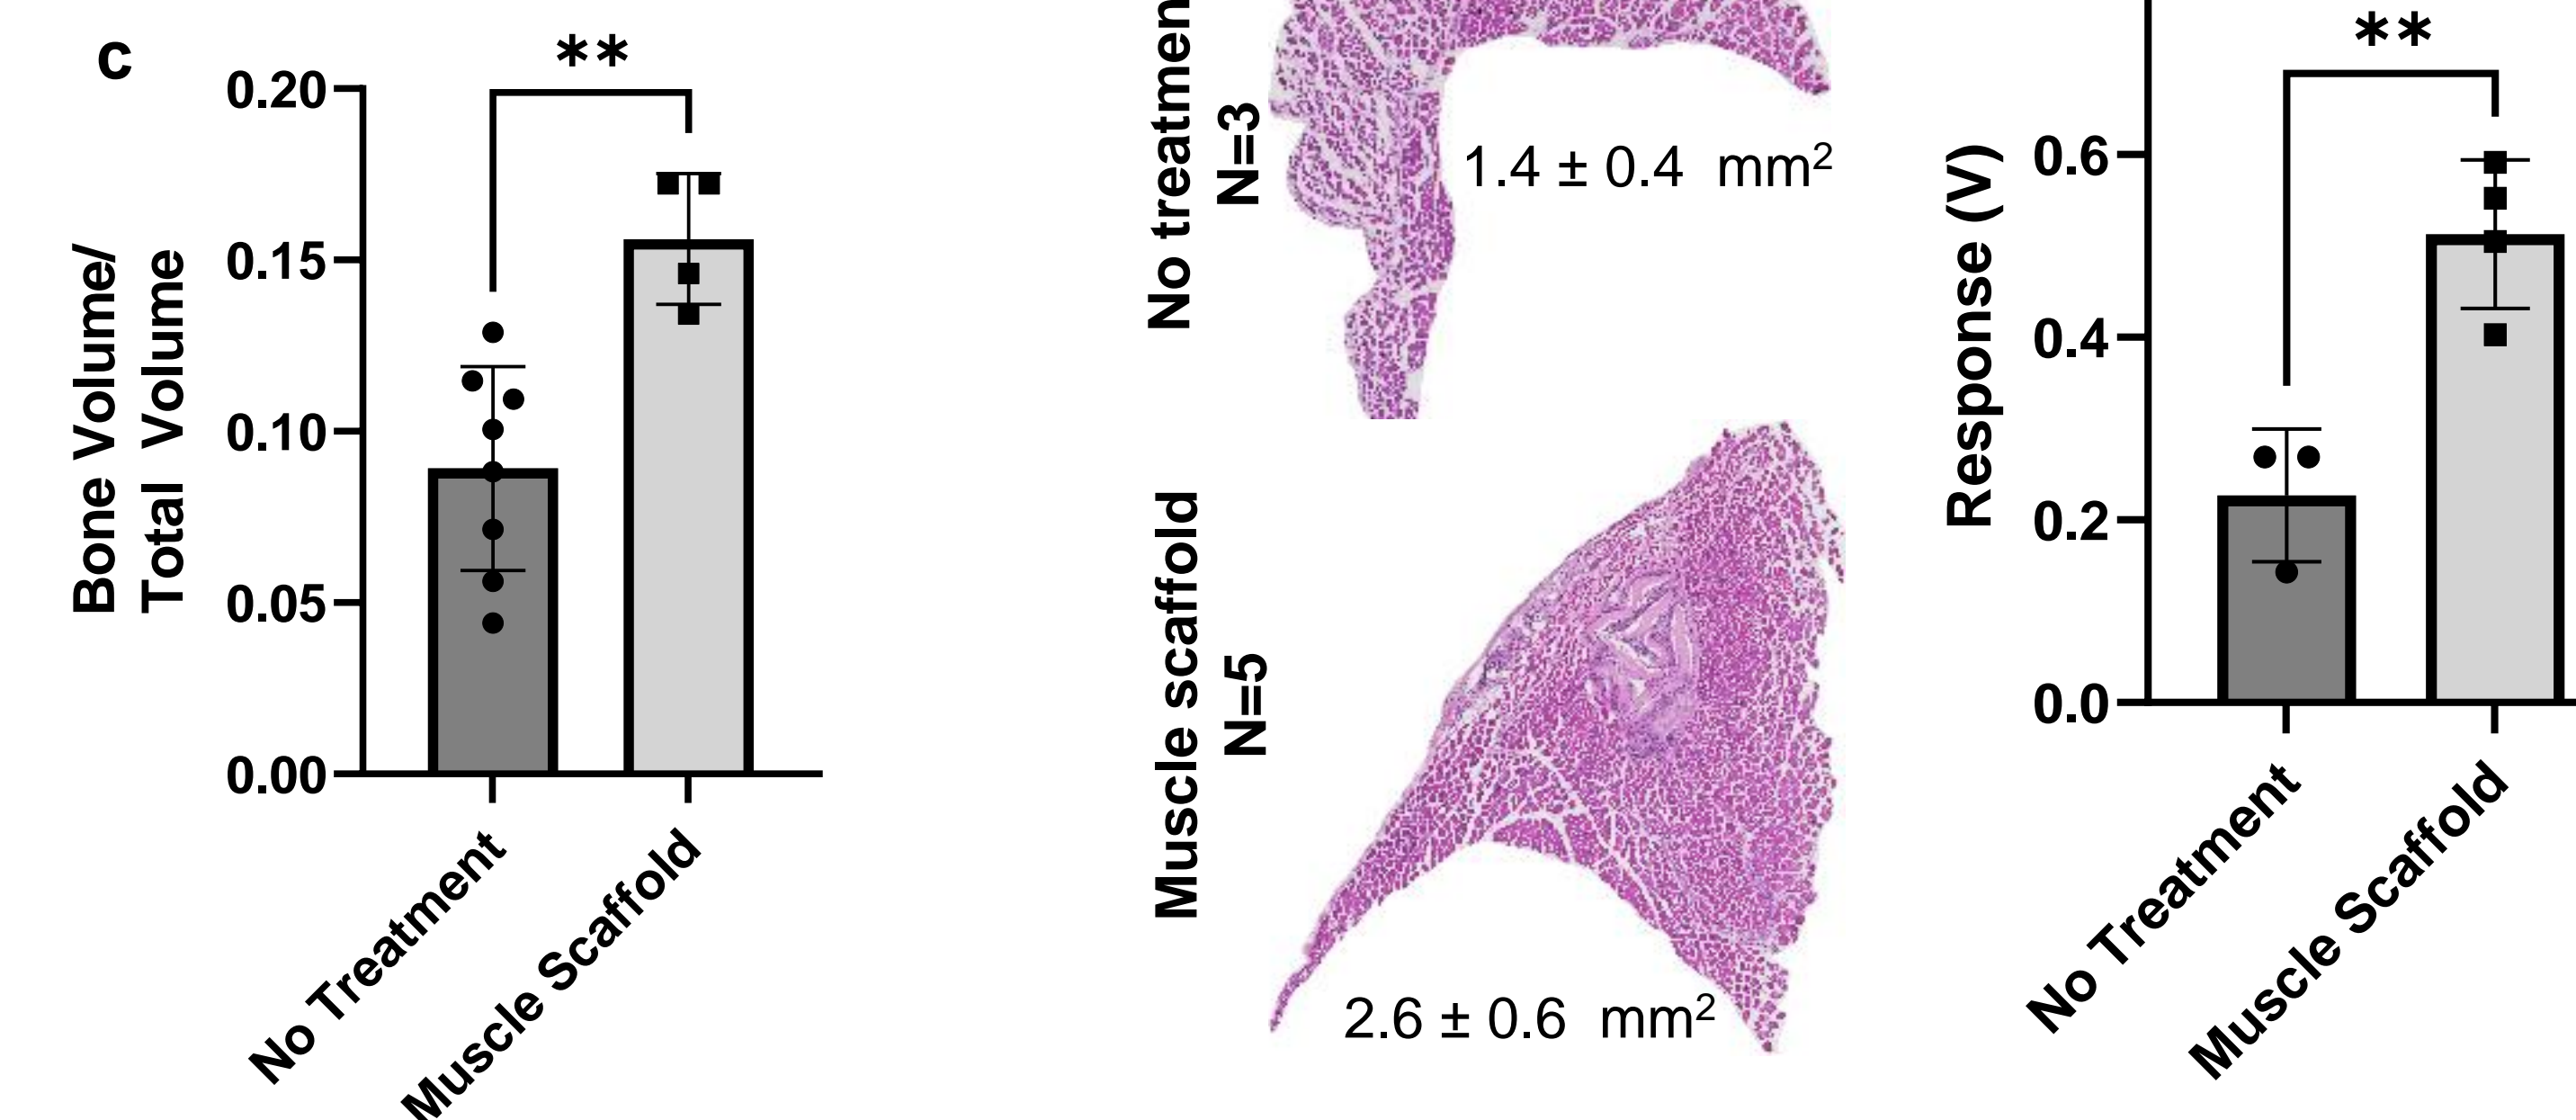 c
**
0.20
0.15
0.10
0.05
0.00
Bone Volume/
Total Volume
No Treatment
Muscle Scaffold
No treatmen
N=3
1.4 ± 0.4 mm²
Muscle scaffold
N=5
2.6 ± 0.6 mm²
**
Response (V)
0.6
0.4
0.2
0.0
No Treatment
Muscle Scaffold